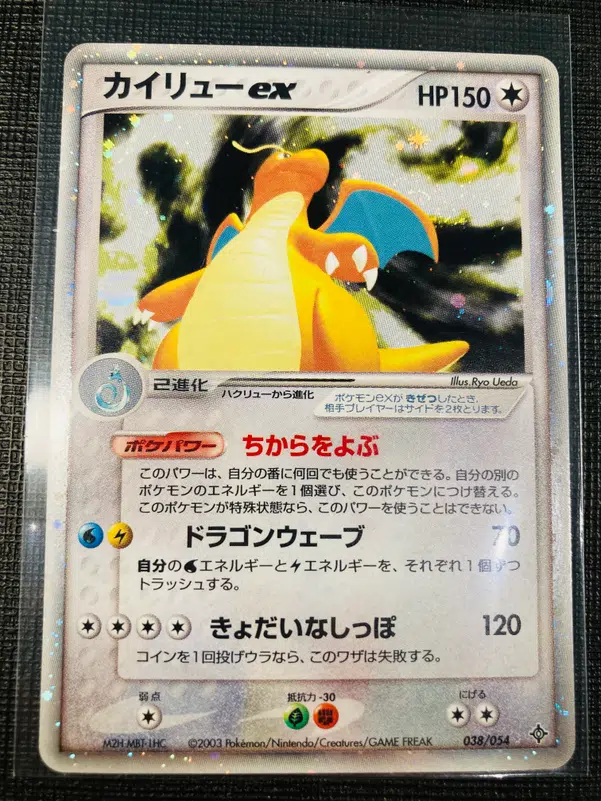 カイリューex HP150
Illus.Ryo Ueda
己進化
ハクリューから進化
ポケモンexが きぜつしたとき、
相手プレイヤーはサイドを2枚とります。
ポケパワー ちからをよぶ
このパワーは、自分の番に何回でも使うことができる。自分の別の
ポケモンのエネルギーを1個選び、このポケモンにつけ替える。
このポケモンが特殊状態なら、このパワーを使うことはできない。
ドラゴンウェーブ 70
自分のエネルギーとエネルギーを、それぞれ1個ずつ
トラッシュする。
きょだいなしっぽ 120
コインを1回投げウラなら、このワザは失敗する。
弱点 抵抗力 -30 にげる
M2H MBT-1HC ©2003 Pokémon/Nintendo/Creatures/GAME FREAK 038/054